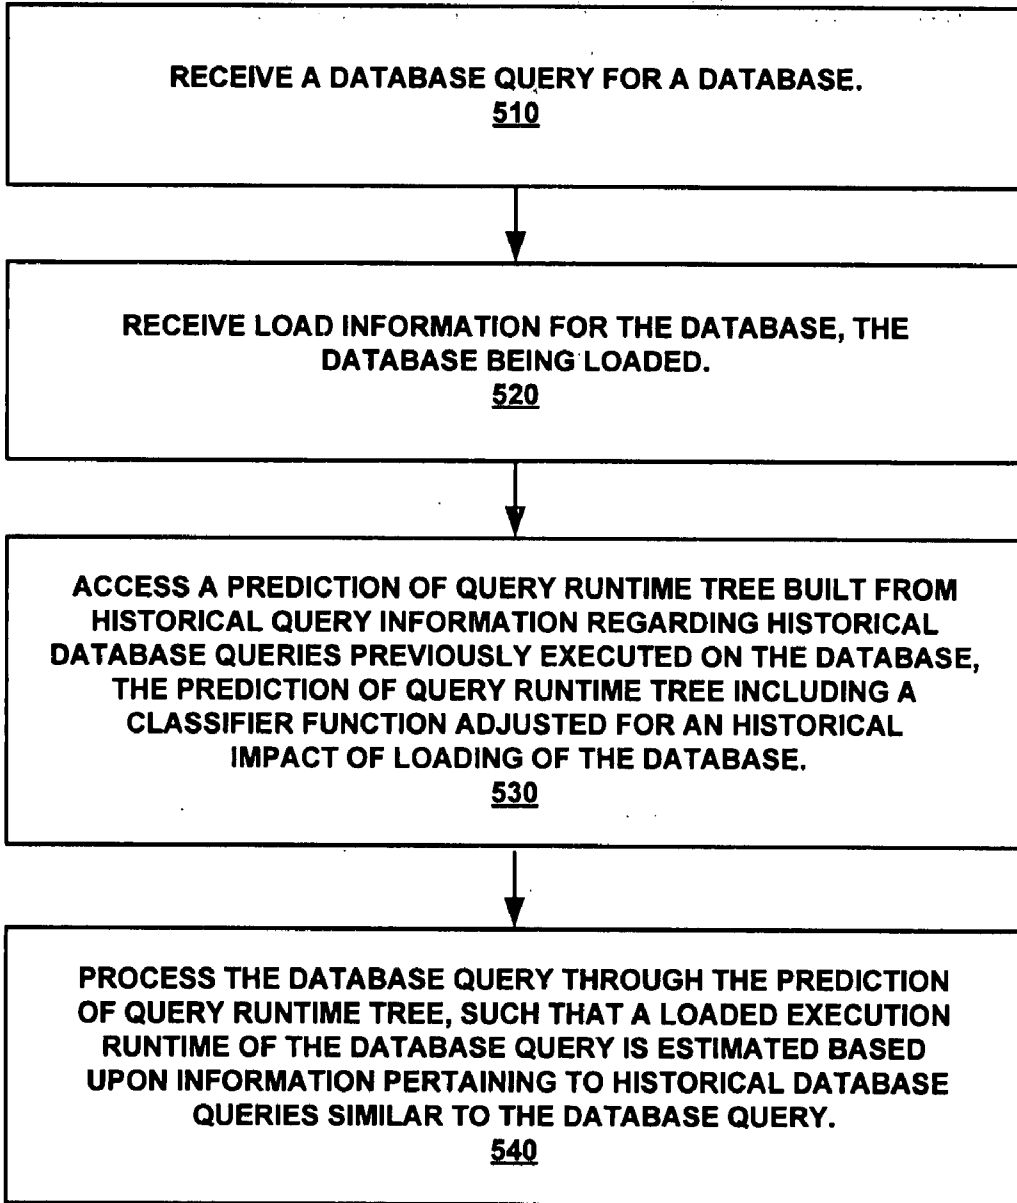 RECEIVE A DATABASE QUERY FOR A DATABASE.
510
RECEIVE LOAD INFORMATION FOR THE DATABASE, THE
DATABASE BEING LOADED.
520
ACCESS A PREDICTION OF QUERY RUNTIME TREE BUILT FROM
HISTORICAL QUERY INFORMATION REGARDING HISTORICAL
DATABASE QUERIES PREVIOUSLY EXECUTED ON THE DATABASE,
THE PREDICTION OF QUERY RUNTIME TREE INCLUDING A
CLASSIFIER FUNCTION ADJUSTED FOR AN HISTORICAL
IMPACT OF LOADING OF THE DATABASE.
530
PROCESS THE DATABASE QUERY THROUGH THE PREDICTION
OF QUERY RUNTIME TREE, SUCH THAT A LOADED EXECUTION
RUNTIME OF THE DATABASE QUERY IS ESTIMATED BASED
UPON INFORMATION PERTAINING TO HISTORICAL DATABASE
QUERIES SIMILAR TO THE DATABASE QUERY.
540